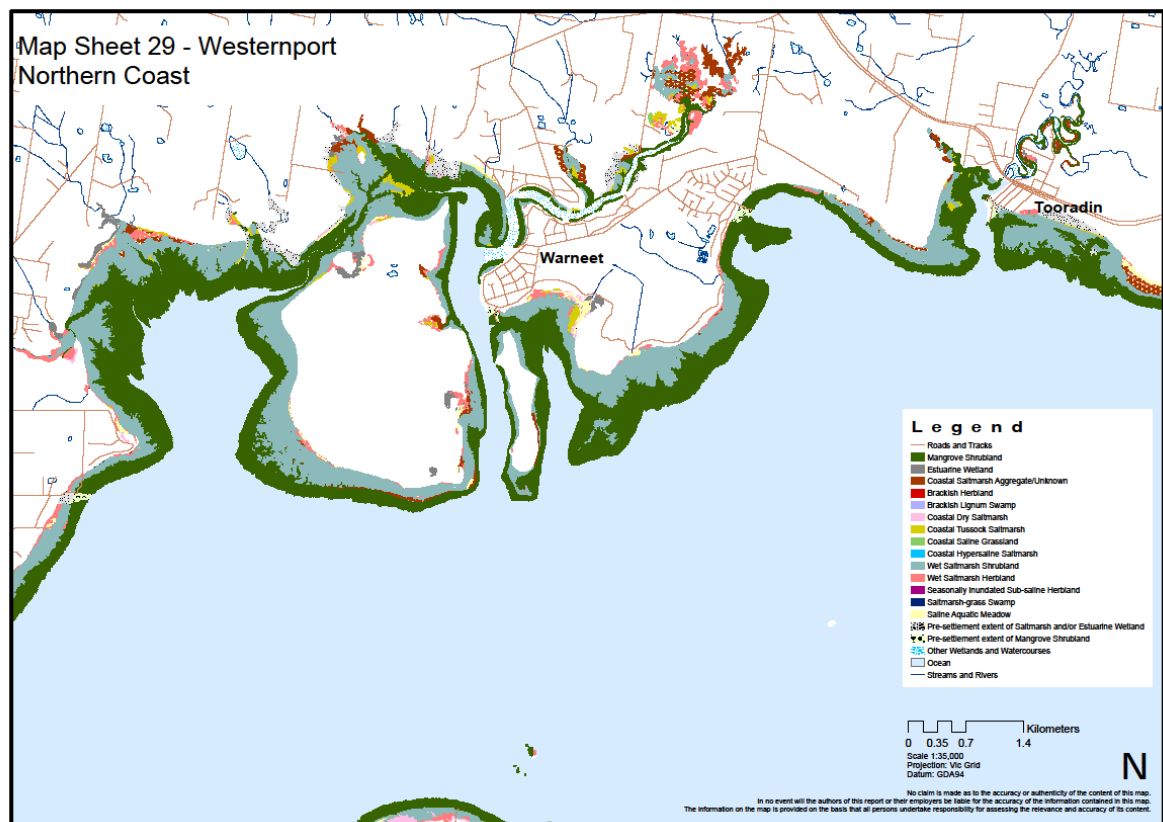 Map Sheet 29 - Westernport
Northern Coast
Tooradin
Warneet
Legend
Roads and Tracks
Mangrove Shrubland
Estuarine Wetland
Coastal Saltmarsh Aggregate/Unknown
Brackish Herbland
Brackish Lignum Swamp
Coastal Dry Saltmarsh
Coastal Tussock Saltmarsh
Coastal Saline Grassland
Coastal Hypersaline Saltmarsh
Wet Saltmarsh Shrubland
Wet Saltmarsh Herbland
Seasonally Inundated Sub-saline Herbland
Saltmarsh-grass Swamp
Saline Aquatic Meadow
Pre-settlement extent of Saltmarsh and/or Estuarine Wetland
Pre-settlement extent of Mangrove Shrubland
Other Wetlands and Watercourses
Ocean
Streams and Rivers
Kilometers
0 0.35 0.7 1.4
Scale 1:35,000
Projection: Vic Grid
Datum: GDA94
N
No claim is made as to the accuracy or authenticity of the content of this map.
In no event will the authors of this report or their employers be liable for the accuracy of the information contained in this map.
The information on the map is provided on the basis that all persons undertake responsibility for assessing the relevance and accuracy of its content.